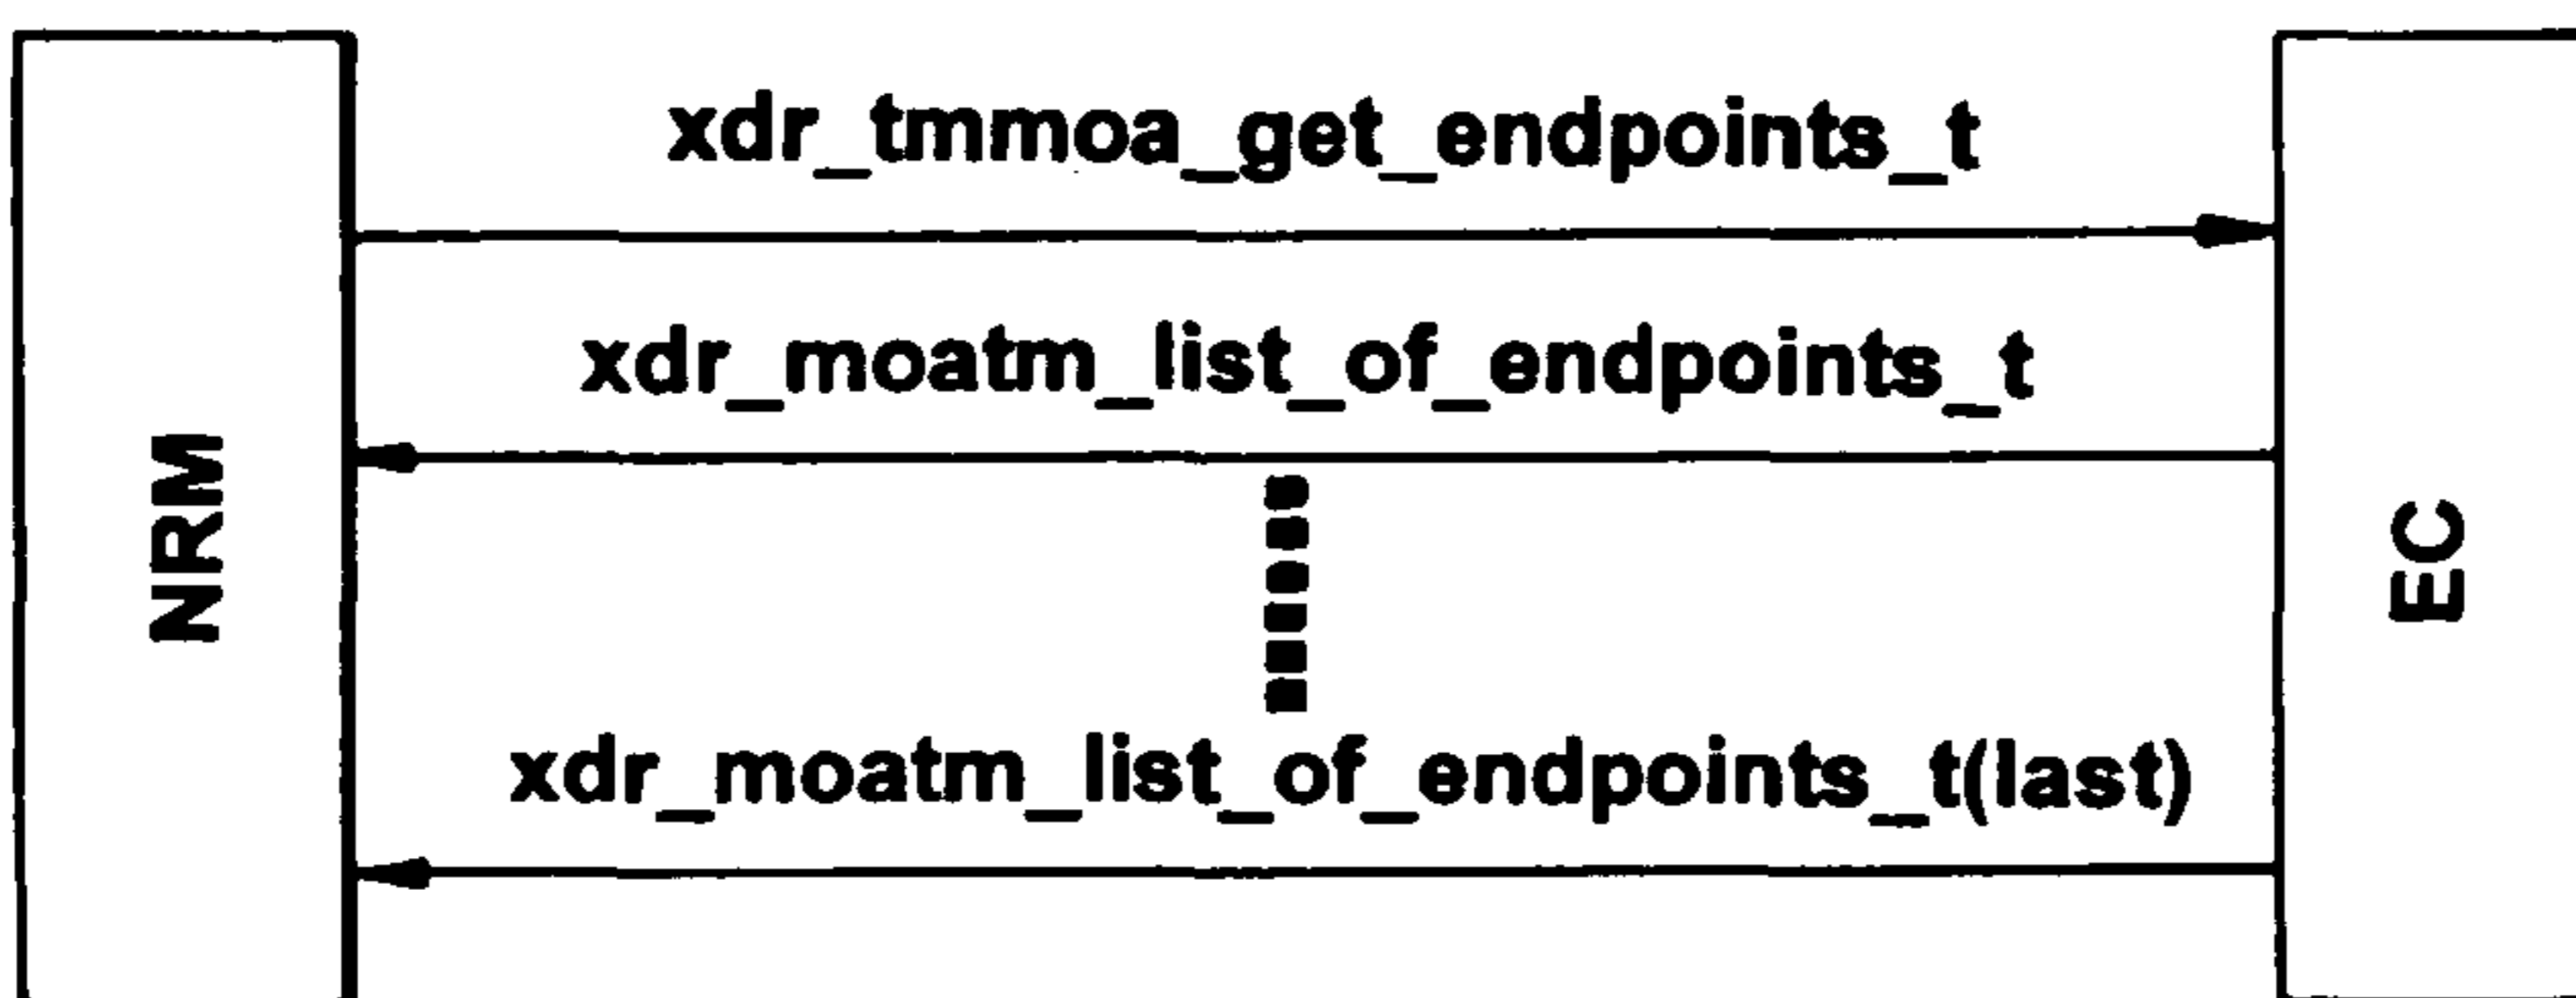 xdr_tmmoa_get_endpoints_t
xdr_moatm_list_of_endpoints_t
NRM
EC
xdr_moatm_list_of_endpoints_t(last)